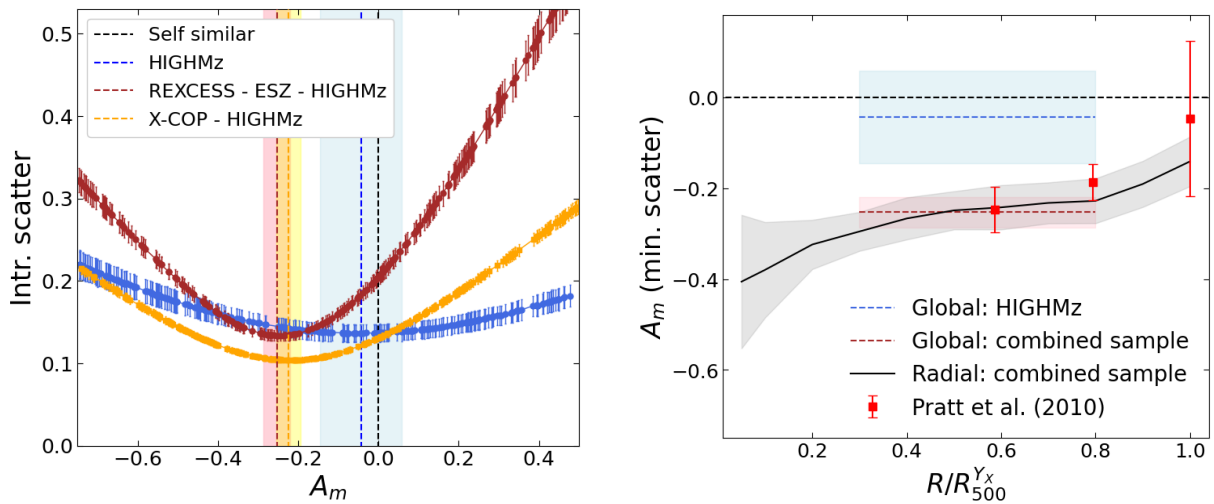 0.5
0.4
0.3
0.2
0.1
0.0
Intr. scatter
Self similar
HIGHMz
REXCESS - ESZ - HIGHMz
X-COP - HIGHMz
−0.6 −0.4 −0.2 0.0 0.2 0.4
A_m
0.0
−0.2
−0.4
−0.6
A_m (min. scatter)
Global: HIGHMz
Global: combined sample
Radial: combined sample
Pratt et al. (2010)
0.2 0.4 0.6 0.8 1.0
R/R_{500}^{Y_X}